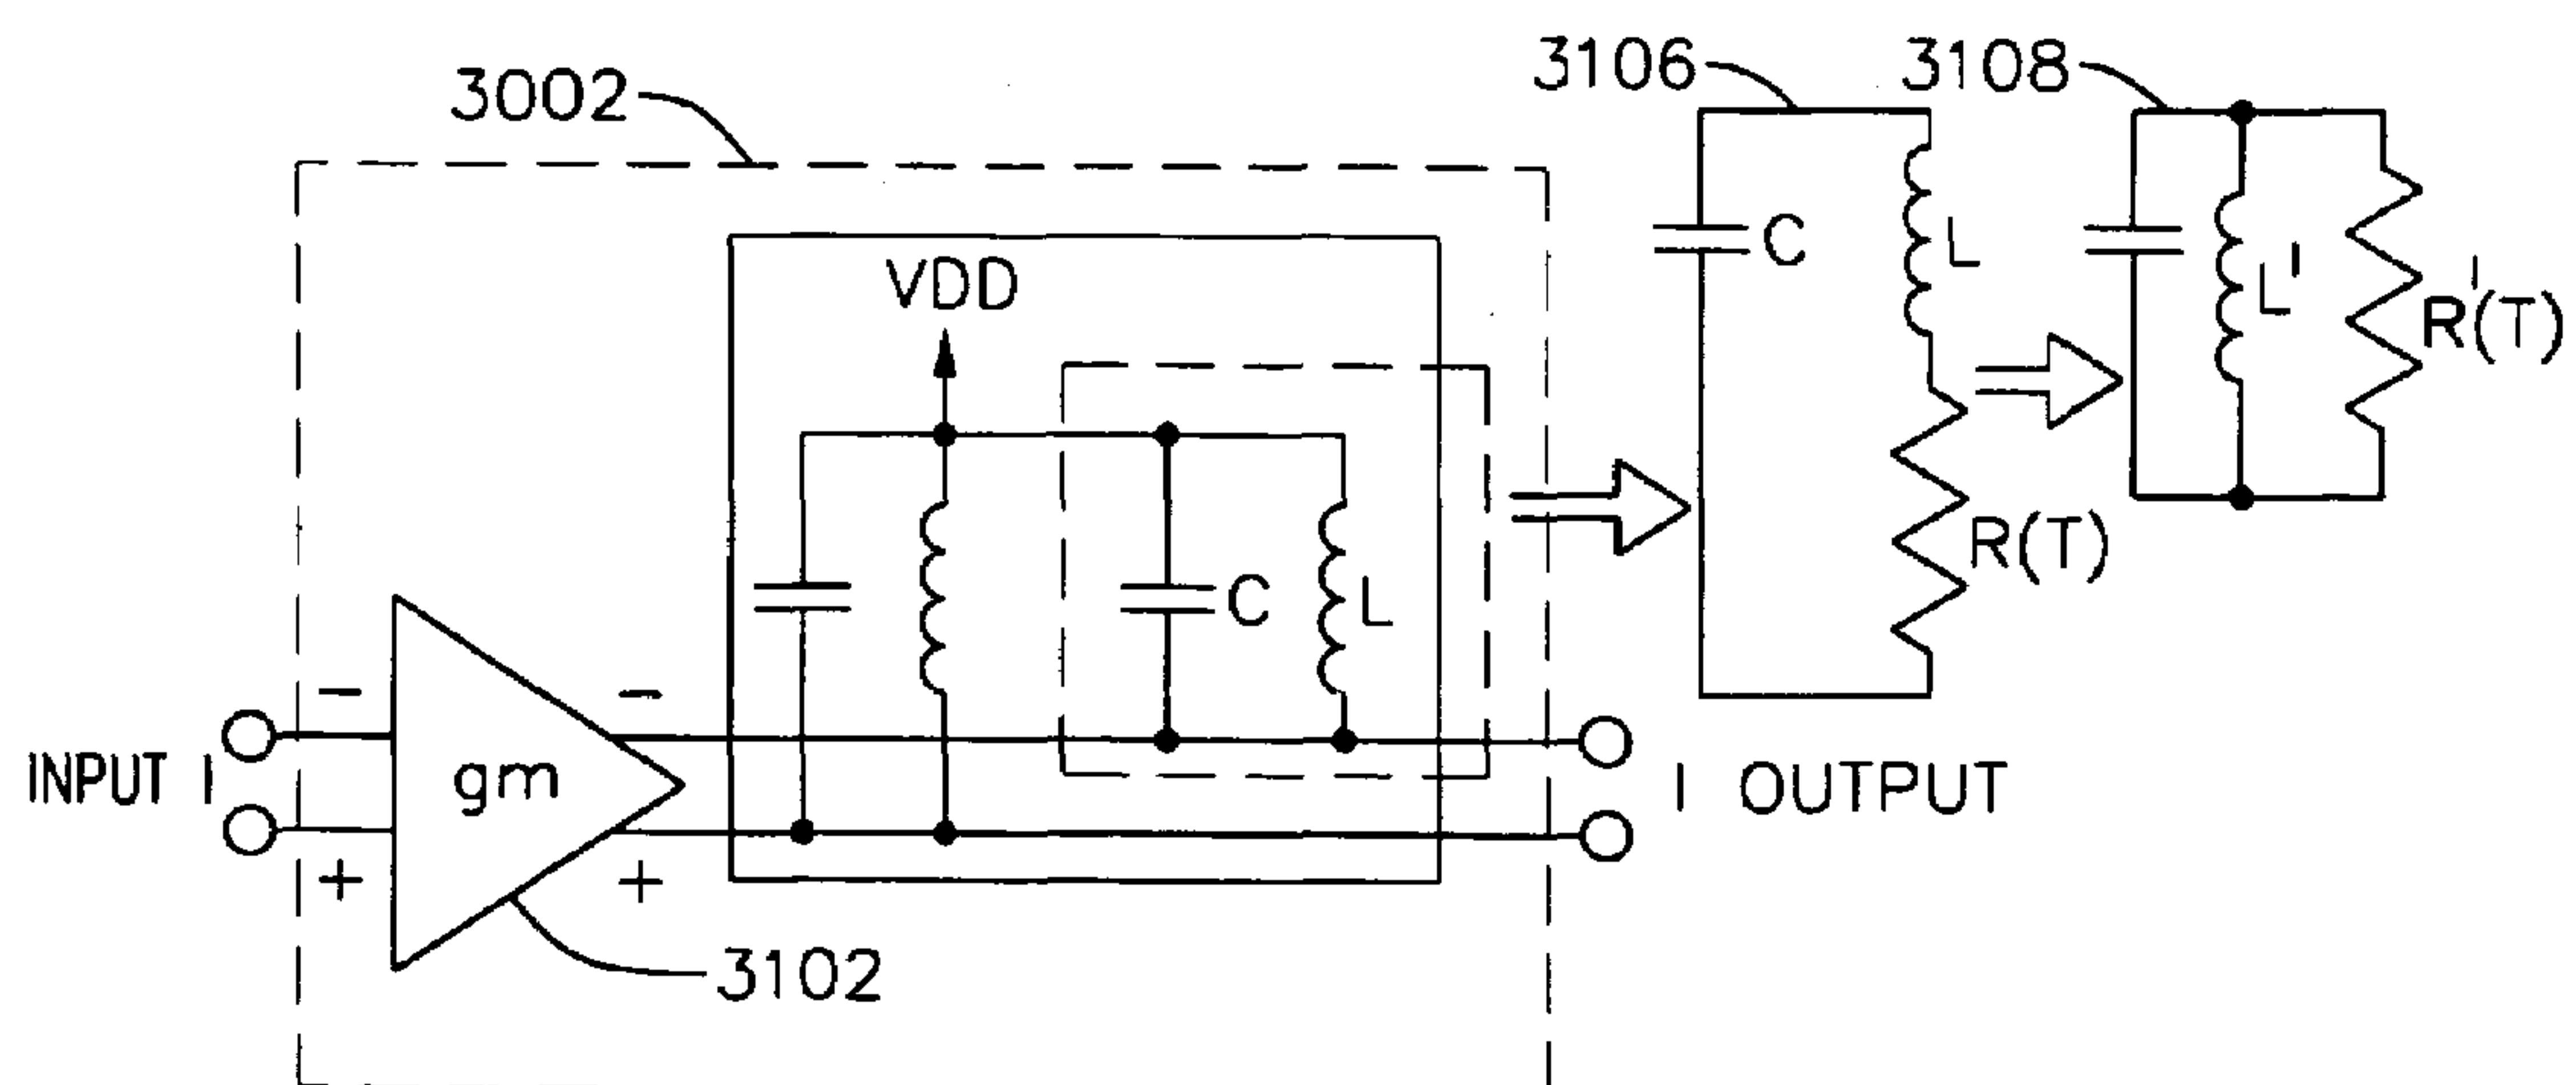 3002
3106
3108
VDD
C
L
C
L
R(T)
L'
R'(T)
INPUT I
−
+
gm
−
+
I OUTPUT
3102